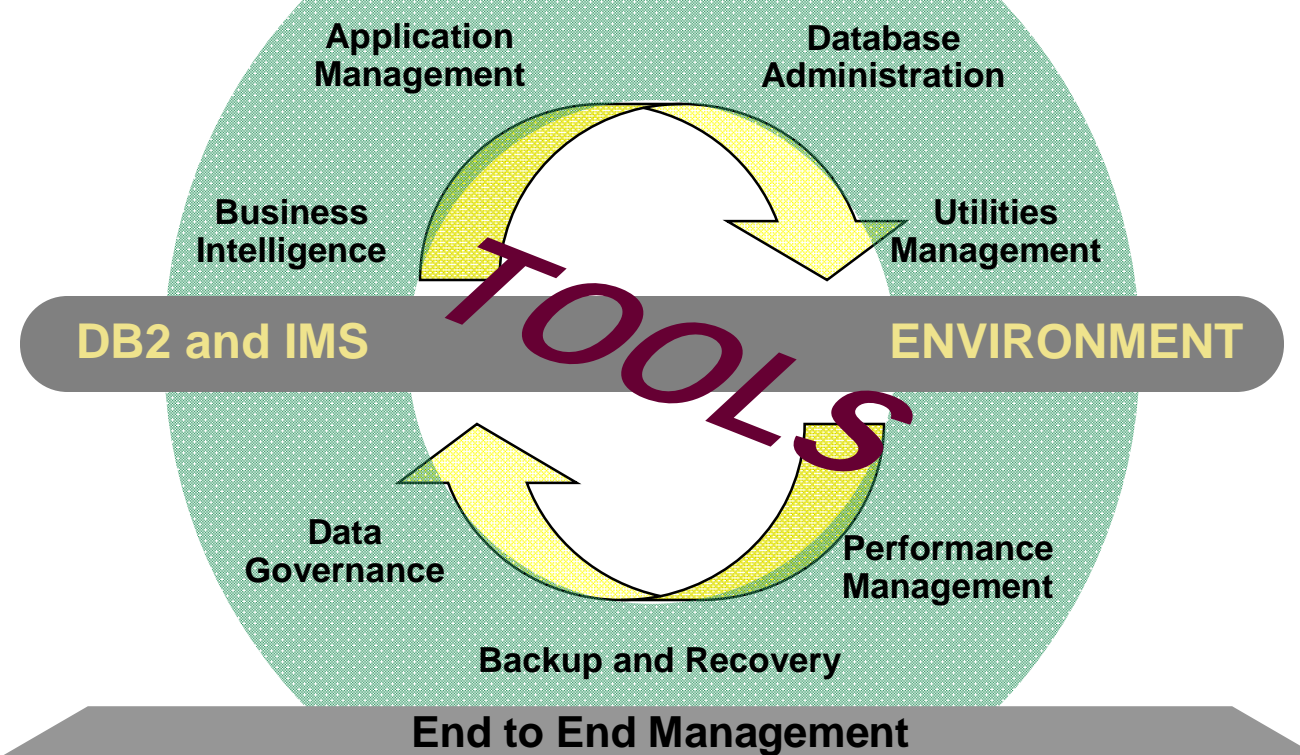 Application
Management
Database
Administration
Business
Intelligence
Utilities
Management
DB2 and IMS
TOOLS
ENVIRONMENT
Data
Governance
Performance
Management
Backup and Recovery
End to End Management